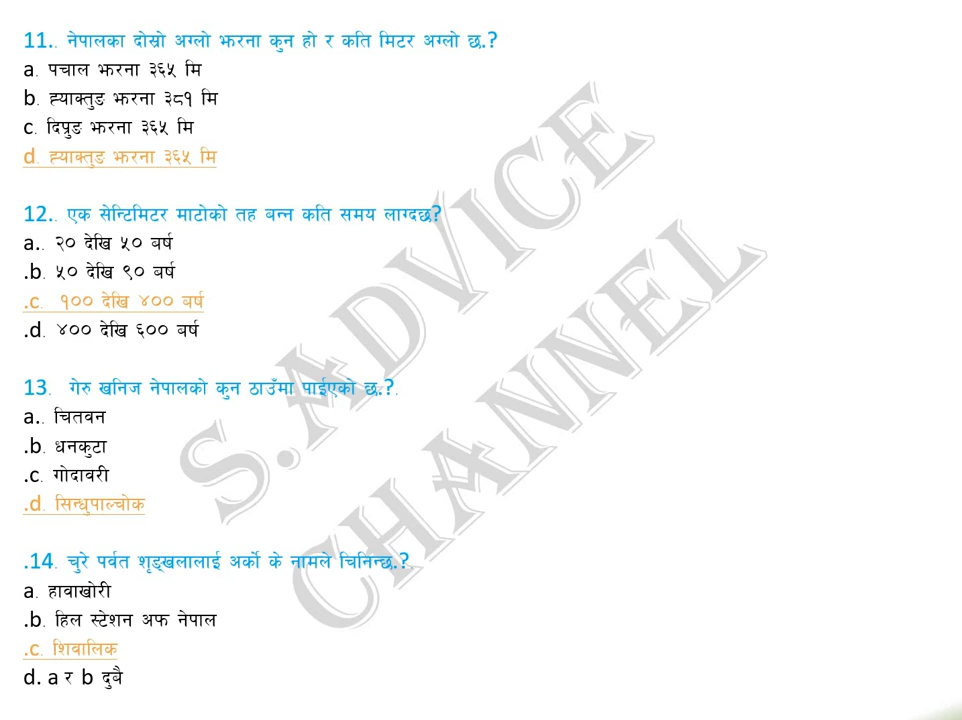 11.. नेपालका दोस्रो अग्लो झरना कुन हो र कति मिटर अग्लो छ.?
a. पचाल झरना ३६५ मि
b. ह्याक्तुङ झरना ३८१ मि
c. दिप्रुङ झरना ३६५ मि
d. ह्याक्तुङ झरना ३६५ मि
12.. एक सेन्टिमिटर माटोको तह बन्न कति समय लाग्दछ?
a.. २० देखि ५० बर्ष
.b. ५० देखि ९० बर्ष
.c. १०० देखि ४०० बर्ष
.d. ४०० देखि ६०० बर्ष
13. गेरु खनिज नेपालको कुन ठाउँमा पाईएको छ.?.
a.. चितवन
.b. धनकुटा
.c. गोदावरी
.d. सिन्धुपाल्चोक
.14. चुरे पर्वत शृङ्खलालाई अर्को के नामले चिनिन्छ.?
a. हावाखोरी
.b. हिल स्टेशन अफ नेपाल
.c. शिवालिक
d. a र b दुबै
S.ADVICE
CHANNEL